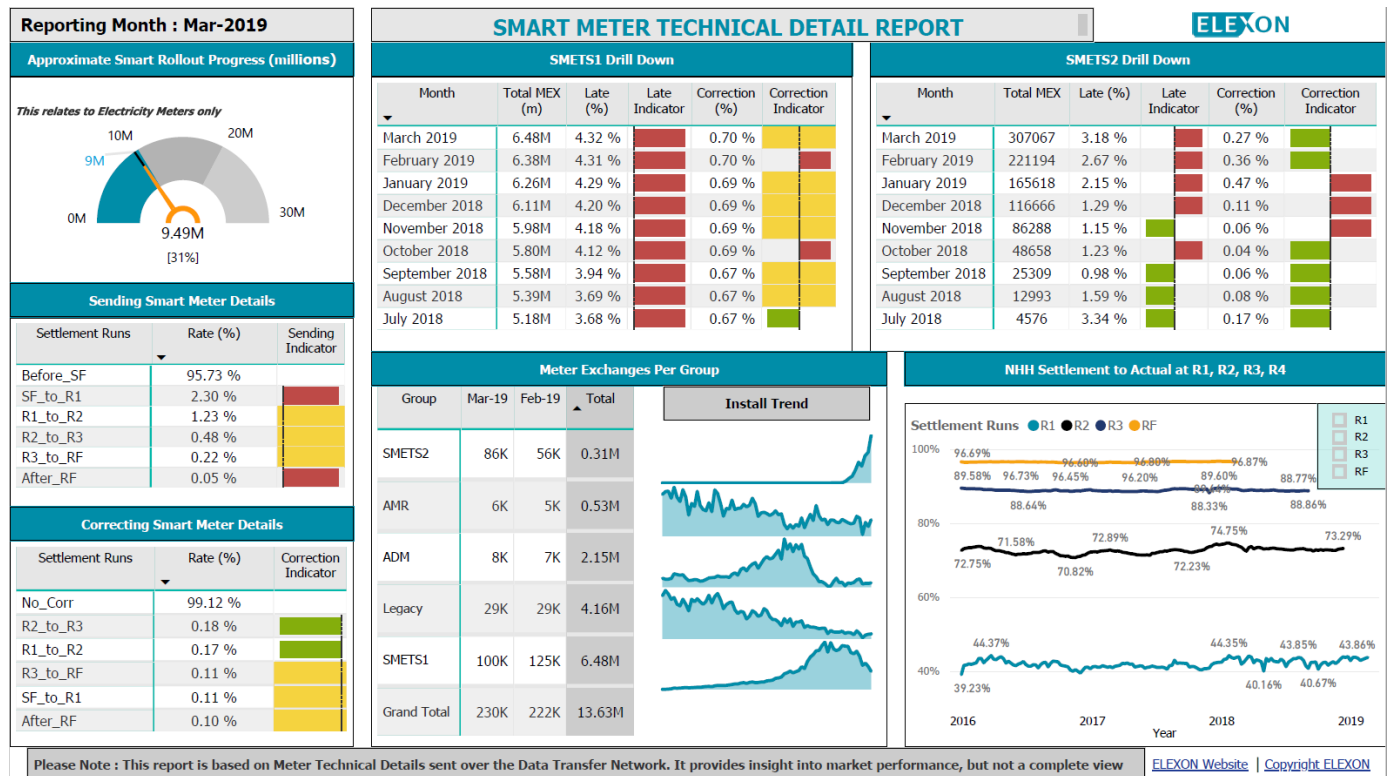 Reporting Month : Mar-2019
SMART METER TECHNICAL DETAIL REPORT
ELEXON
Approximate Smart Rollout Progress (millions)
This relates to Electricity Meters only
10M
20M
9M
0M
30M
9.49M
[31%]
Sending Smart Meter Details
Settlement Runs Rate (%) Sending Indicator
Before_SF 95.73 %
SF_to_R1 2.30 %
R1_to_R2 1.23 %
R2_to_R3 0.48 %
R3_to_RF 0.22 %
After_RF 0.05 %
Correcting Smart Meter Details
Settlement Runs Rate (%) Correction Indicator
No_Corr 99.12 %
R2_to_R3 0.18 %
R1_to_R2 0.17 %
R3_to_RF 0.11 %
SF_to_R1 0.11 %
After_RF 0.10 %
SMETS1 Drill Down
Month Total MEX (m) Late (%) Late Indicator Correction (%) Correction Indicator
March 2019 6.48M 4.32 % 0.70 %
February 2019 6.38M 4.31 % 0.70 %
January 2019 6.26M 4.29 % 0.69 %
December 2018 6.11M 4.20 % 0.69 %
November 2018 5.98M 4.18 % 0.69 %
October 2018 5.80M 4.12 % 0.69 %
September 2018 5.58M 3.94 % 0.67 %
August 2018 5.39M 3.69 % 0.67 %
July 2018 5.18M 3.68 % 0.67 %
SMETS2 Drill Down
Month Total MEX Late (%) Late Indicator Correction (%) Correction Indicator
March 2019 307067 3.18 % 0.27 %
February 2019 221194 2.67 % 0.36 %
January 2019 165618 2.15 % 0.47 %
December 2018 116666 1.29 % 0.11 %
November 2018 86288 1.15 % 0.06 %
October 2018 48658 1.23 % 0.04 %
September 2018 25309 0.98 % 0.06 %
August 2018 12993 1.59 % 0.08 %
July 2018 4576 3.34 % 0.17 %
Meter Exchanges Per Group
Group Mar-19 Feb-19 Total
Install Trend
SMETS2 86K 56K 0.31M
AMR 6K 5K 0.53M
ADM 8K 7K 2.15M
Legacy 29K 29K 4.16M
SMETS1 100K 125K 6.48M
Grand Total 230K 222K 13.63M
NHH Settlement to Actual at R1, R2, R3, R4
Settlement Runs R1 R2 R3 RF
R1
R2
R3
RF
100%
96.69% 96.60% 96.80% 96.87%
89.58% 96.73% 96.45% 96.20% 89.60% 88.77%
88.64% 88.33% 88.86%
80%
71.58% 72.89% 74.75% 73.29%
72.75% 70.82% 72.23%
60%
44.37% 44.35% 43.85% 43.86%
40%
39.23% 40.16% 40.67%
2016 2017 2018 2019
Year
Please Note : This report is based on Meter Technical Details sent over the Data Transfer Network. It provides insight into market performance, but not a complete view
ELEXON Website | Copyright ELEXON